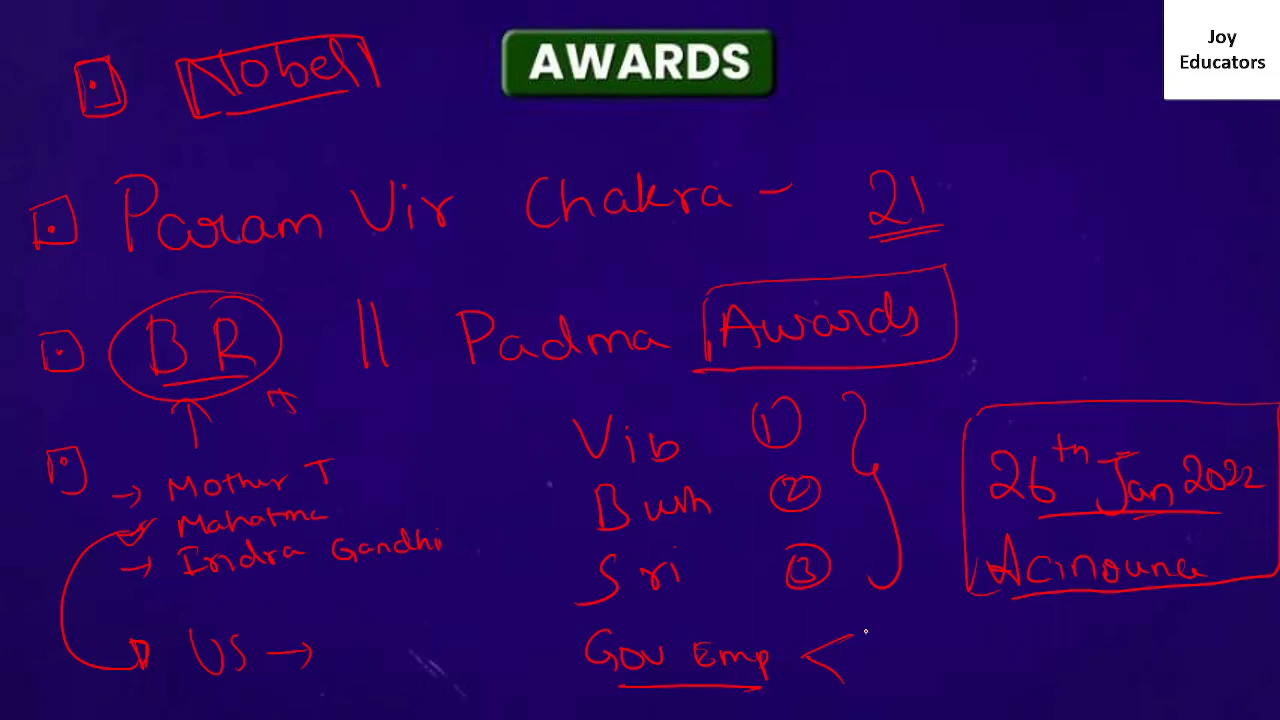 AWARDS
Joy
Educators
Nobel
Param Vir Chakra - 21
BR || Padma Awards
Vib 1
Bush 2
Sri 3
→ Mother T
Mahatma
→ Indra Gandhi
US →
Gov Emp <
26th Jan 2022